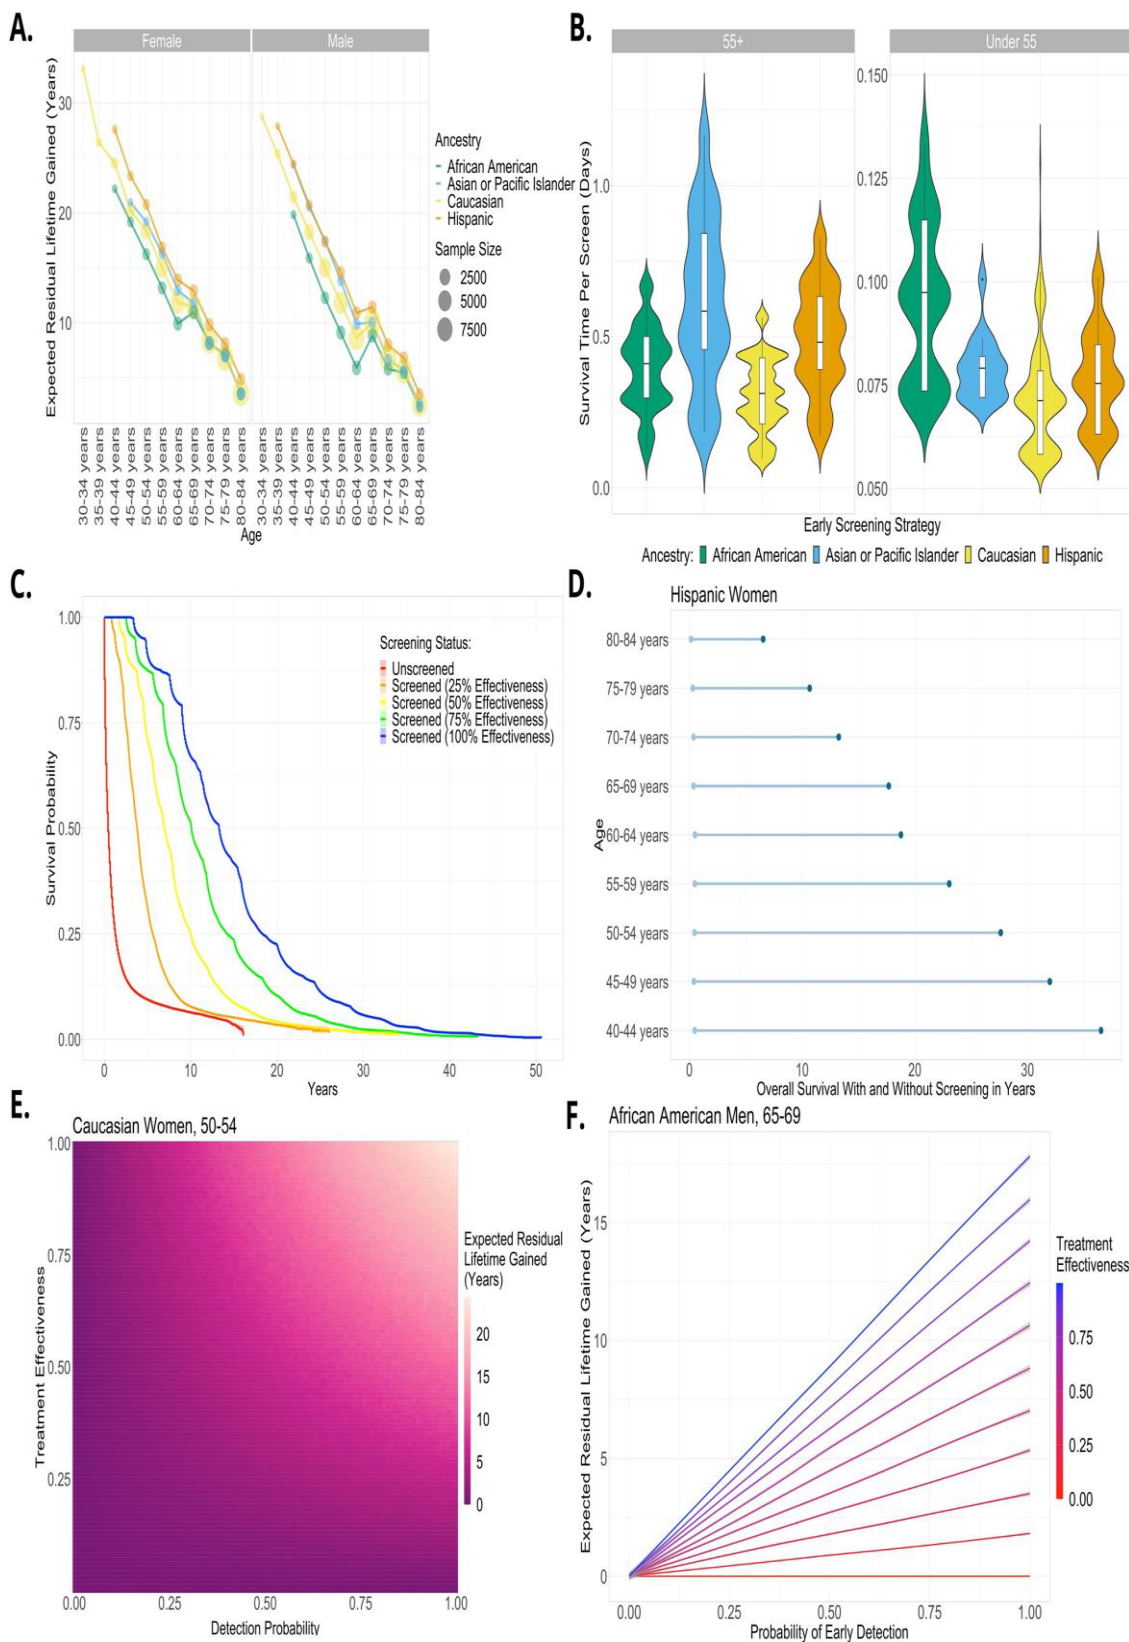 A.
Female Male
Expected Residual Lifetime Gained (Years)
30
20
10
30-34 years
35-39 years
40-44 years
45-49 years
50-54 years
55-59 years
60-64 years
65-69 years
70-74 years
75-79 years
80-84 years
30-34 years
35-39 years
40-44 years
45-49 years
50-54 years
55-59 years
60-64 years
65-69 years
70-74 years
75-79 years
80-84 years
Age
Ancestry
African American
Asian or Pacific Islander
Caucasian
Hispanic
Sample Size
2500
5000
7500
B.
55+ Under 55
Survival Time Per Screen (Days)
1.0
0.5
0.0
0.150
0.125
0.100
0.075
0.050
Early Screening Strategy
Ancestry: African American Asian or Pacific Islander Caucasian Hispanic
C.
Survival Probability
1.00
0.75
0.50
0.25
0.00
0 10 20 30 40 50
Years
Screening Status:
Unscreened
Screened (25% Effectiveness)
Screened (50% Effectiveness)
Screened (75% Effectiveness)
Screened (100% Effectiveness)
D.
Hispanic Women
Age
80-84 years
75-79 years
70-74 years
65-69 years
60-64 years
55-59 years
50-54 years
45-49 years
40-44 years
0 10 20 30
Overall Survival With and Without Screening in Years
E.
Caucasian Women, 50-54
Treatment Effectiveness
1.00
0.75
0.50
0.25
0.00 0.25 0.50 0.75 1.00
Detection Probability
Expected Residual
Lifetime Gained
(Years)
20
15
10
5
0
F.
African American Men, 65-69
Expected Residual Lifetime Gained (Years)
15
10
5
0
0.00 0.25 0.50 0.75 1.00
Probability of Early Detection
Treatment
Effectiveness
0.75
0.50
0.25
0.00